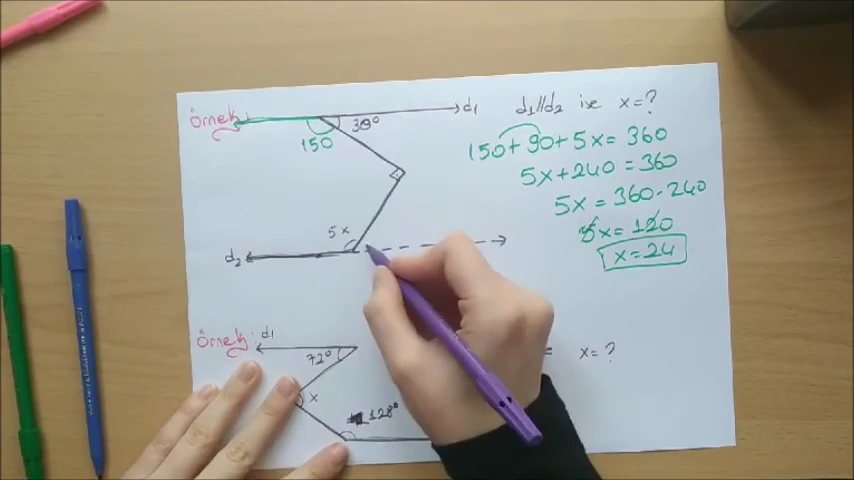 örnek: d1 d1//d2 ise x=?
30°
150
150+90+5x=360
5x+240=360
5x=360-240
5x=120
x=24
5x
d2
örnek: d1
72°
x
128°
= x=?